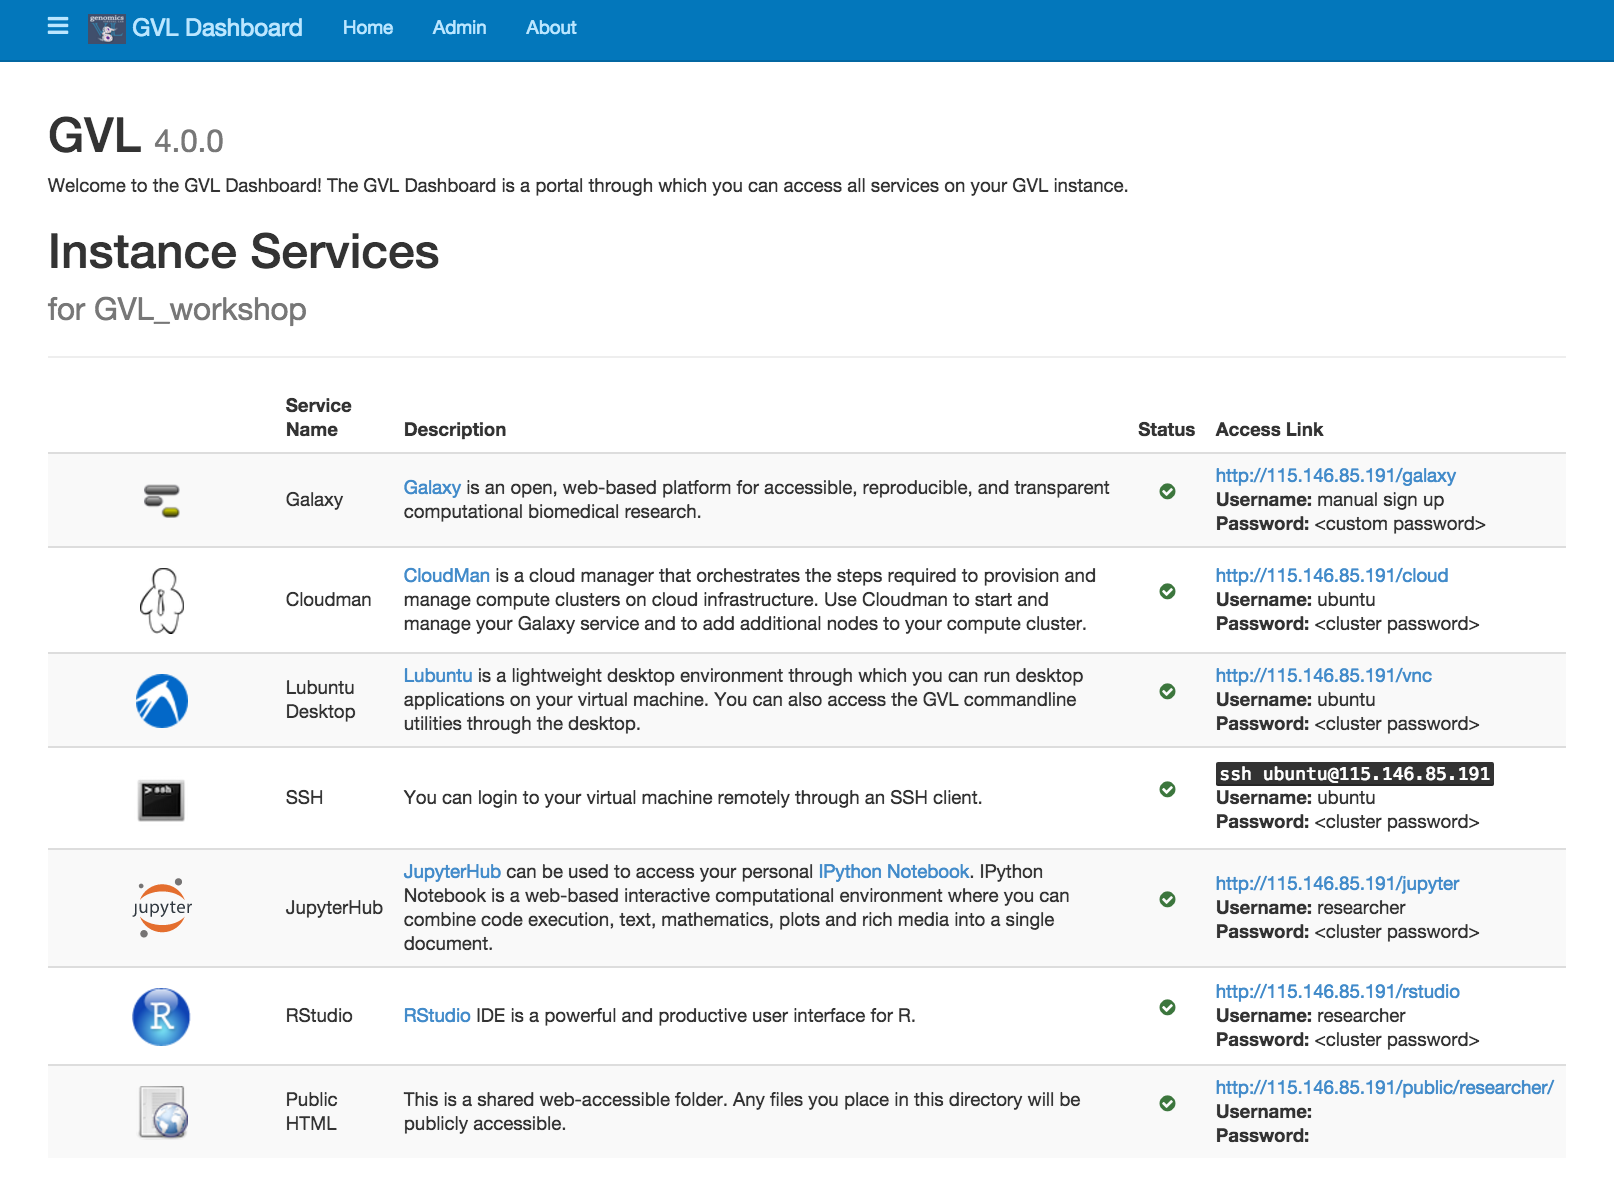 genomics
GVL Dashboard Home Admin About
GVL 4.0.0
Welcome to the GVL Dashboard! The GVL Dashboard is a portal through which you can access all services on your GVL instance.
Instance Services
for GVL_workshop
Service
Name Description Status Access Link
Galaxy
Galaxy is an open, web-based platform for accessible, reproducible, and transparent
computational biomedical research.
http://115.146.85.191/galaxy
Username: manual sign up
Password: <custom password>
Cloudman
CloudMan is a cloud manager that orchestrates the steps required to provision and
manage compute clusters on cloud infrastructure. Use Cloudman to start and
manage your Galaxy service and to add additional nodes to your compute cluster.
http://115.146.85.191/cloud
Username: ubuntu
Password: <cluster password>
Lubuntu
Desktop
Lubuntu is a lightweight desktop environment through which you can run desktop
applications on your virtual machine. You can also access the GVL commandline
utilities through the desktop.
http://115.146.85.191/vnc
Username: ubuntu
Password: <cluster password>
> ssh
SSH
You can login to your virtual machine remotely through an SSH client.
ssh ubuntu@115.146.85.191
Username: ubuntu
Password: <cluster password>
jupyter
JupyterHub
JupyterHub can be used to access your personal IPython Notebook. IPython
Notebook is a web-based interactive computational environment where you can
combine code execution, text, mathematics, plots and rich media into a single
document.
http://115.146.85.191/jupyter
Username: researcher
Password: <cluster password>
R
RStudio
RStudio IDE is a powerful and productive user interface for R.
http://115.146.85.191/rstudio
Username: researcher
Password: <cluster password>
Public
HTML
This is a shared web-accessible folder. Any files you place in this directory will be
publicly accessible.
http://115.146.85.191/public/researcher/
Username:
Password: